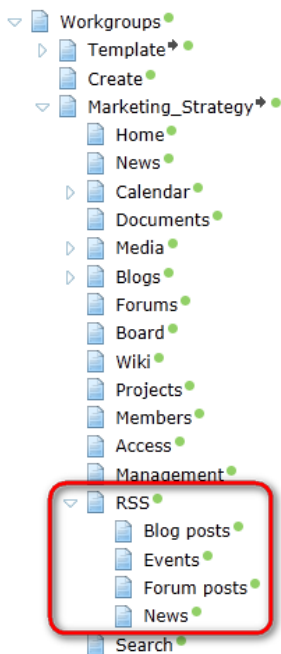 Workgroups
Template
Create
Marketing_Strategy
Home
News
Calendar
Documents
Media
Blogs
Forums
Board
Wiki
Projects
Members
Access
Management
RSS
Blog posts
Events
Forum posts
News
Search